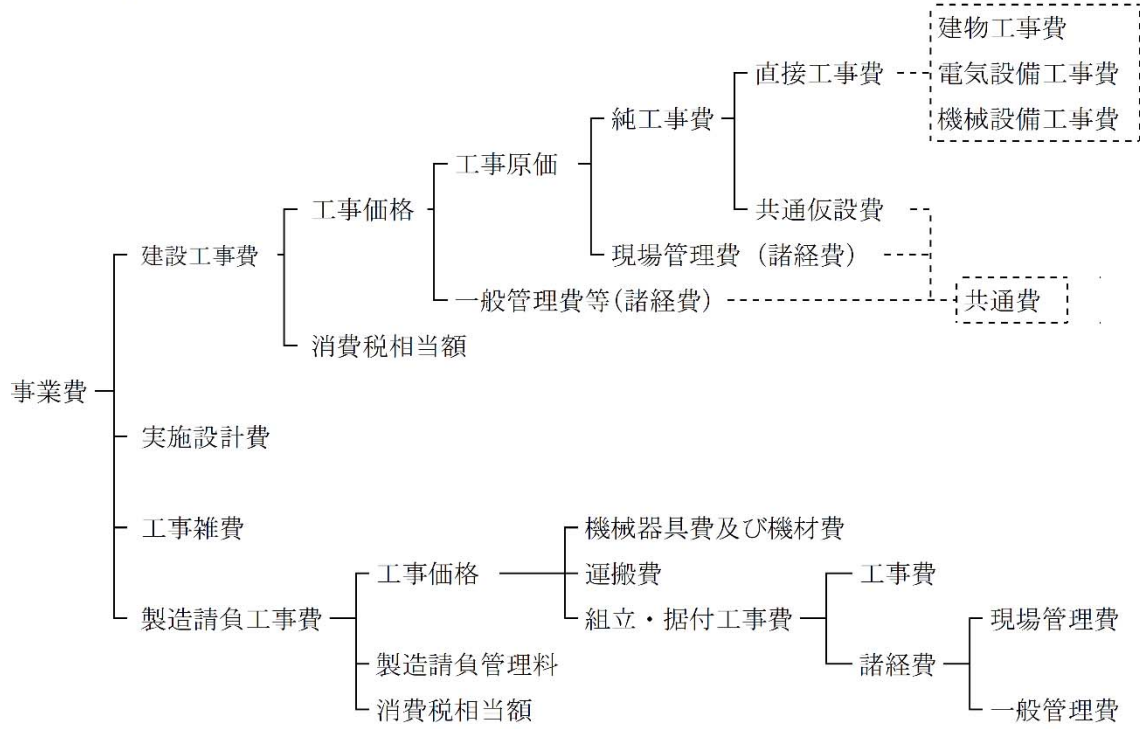 建物工事費
直接工事費
電気設備工事費
機械設備工事費
純工事費
工事原価
工事価格
共通仮設費
建設工事費
現場管理費（諸経費）
一般管理費等(諸経費)
共通費
消費税相当額
事業費
実施設計費
工事雑費
機械器具費及び機材費
工事価格
運搬費
工事費
製造請負工事費
組立・据付工事費
現場管理費
製造請負管理料
諸経費
消費税相当額
一般管理費